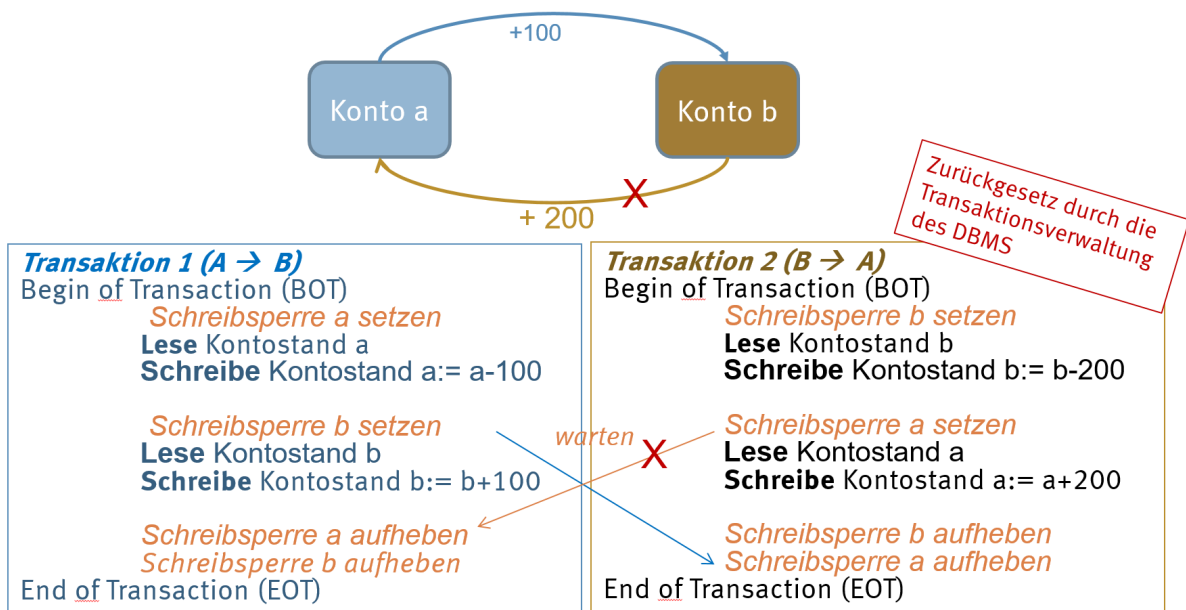 +100
Konto a
Konto b
+ 200
X
Zurückgesetz durch die
Transaktionsverwaltung
des DBMS
Transaktion 1 (A → B)
Begin of Transaction (BOT)
Schreibsperre a setzen
Lese Kontostand a
Schreibe Kontostand a:= a-100
Schreibsperre b setzen
Lese Kontostand b
Schreibe Kontostand b:= b+100
Schreibsperre a aufheben
Schreibsperre b aufheben
End of Transaction (EOT)
warten
X
Transaktion 2 (B → A)
Begin of Transaction (BOT)
Schreibsperre b setzen
Lese Kontostand b
Schreibe Kontostand b:= b-200
Schreibsperre a setzen
Lese Kontostand a
Schreibe Kontostand a:= a+200
Schreibsperre b aufheben
Schreibsperre a aufheben
End of Transaction (EOT)